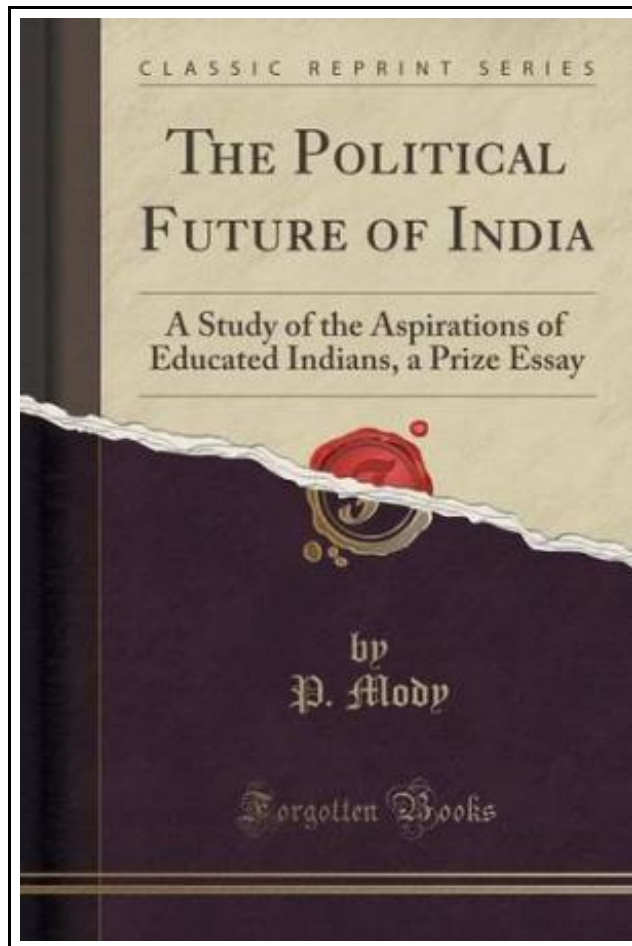 CLASSIC REPRINT SERIES
THE POLITICAL
FUTURE OF INDIA
A Study of the Aspirations of
Educated Indians, a Prize Essay
F
by
P. Mody
Forgotten Books